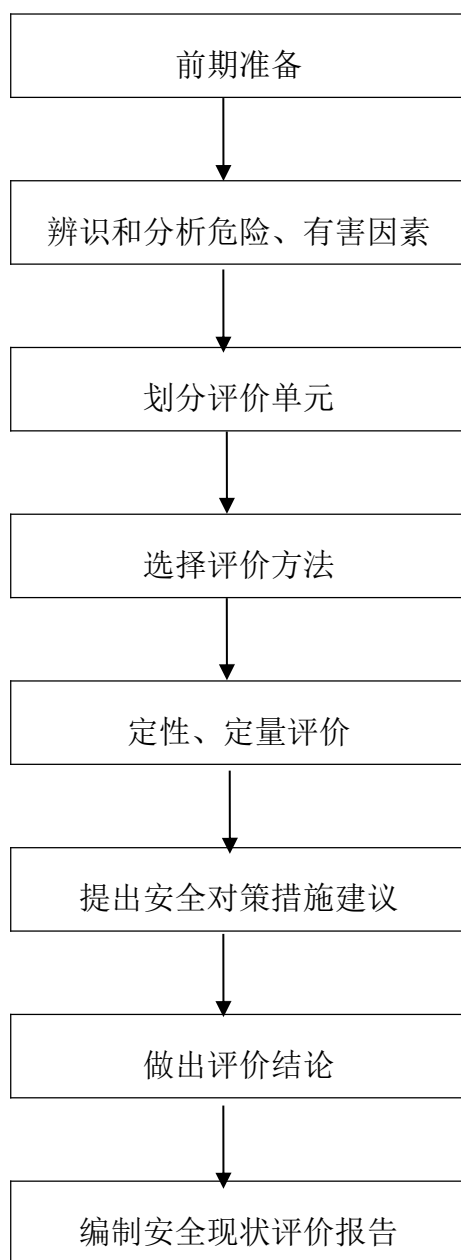 前期准备
辨识和分析危险、有害因素
划分评价单元
选择评价方法
定性、定量评价
提出安全对策措施建议
做出评价结论
编制安全现状评价报告